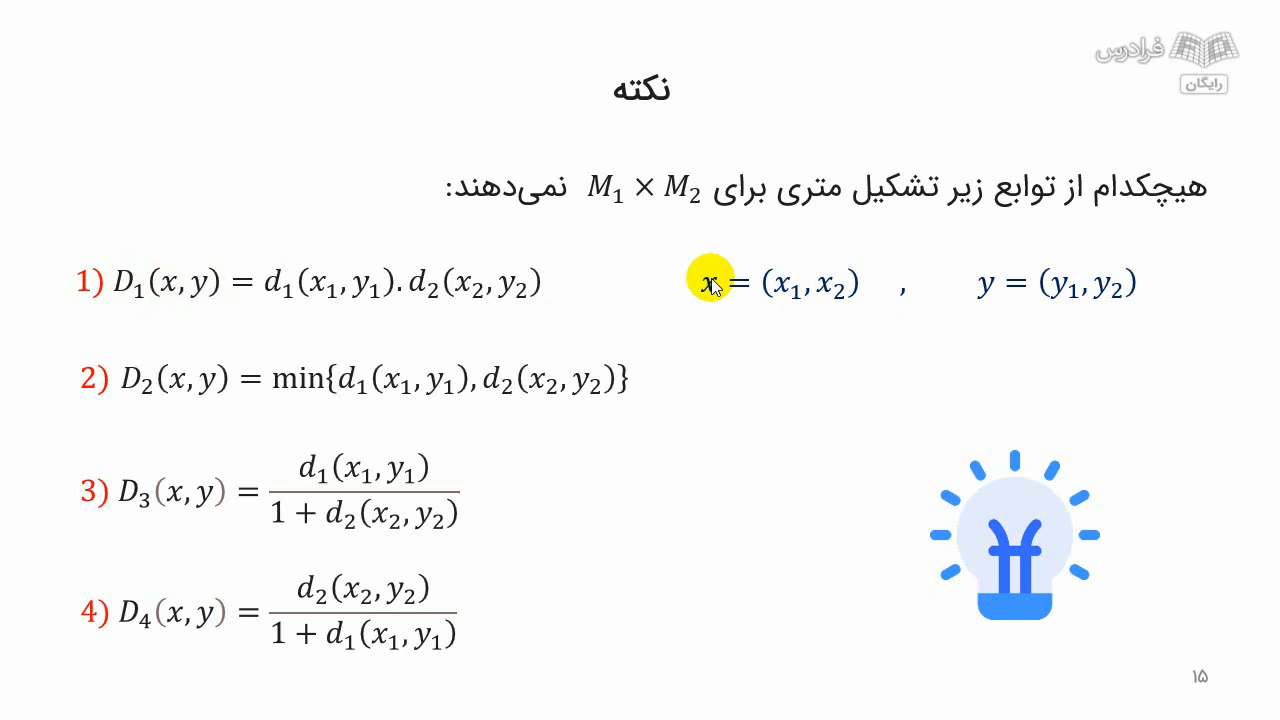 فرادرس
رایگان
نکته
هیچکدام از توابع زیر تشکیل متری برای M₁ × M₂ نمی‌دهند:
1) D₁(x, y) = d₁(x₁, y₁). d₂(x₂, y₂) x = (x₁, x₂) , y = (y₁, y₂)
2) D₂(x, y) = min{d₁(x₁, y₁), d₂(x₂, y₂)}
3) D₃(x, y) = d₁(x₁, y₁) / 1 + d₂(x₂, y₂)
4) D₄(x, y) = d₂(x₂, y₂) / 1 + d₁(x₁, y₁)
۱۵